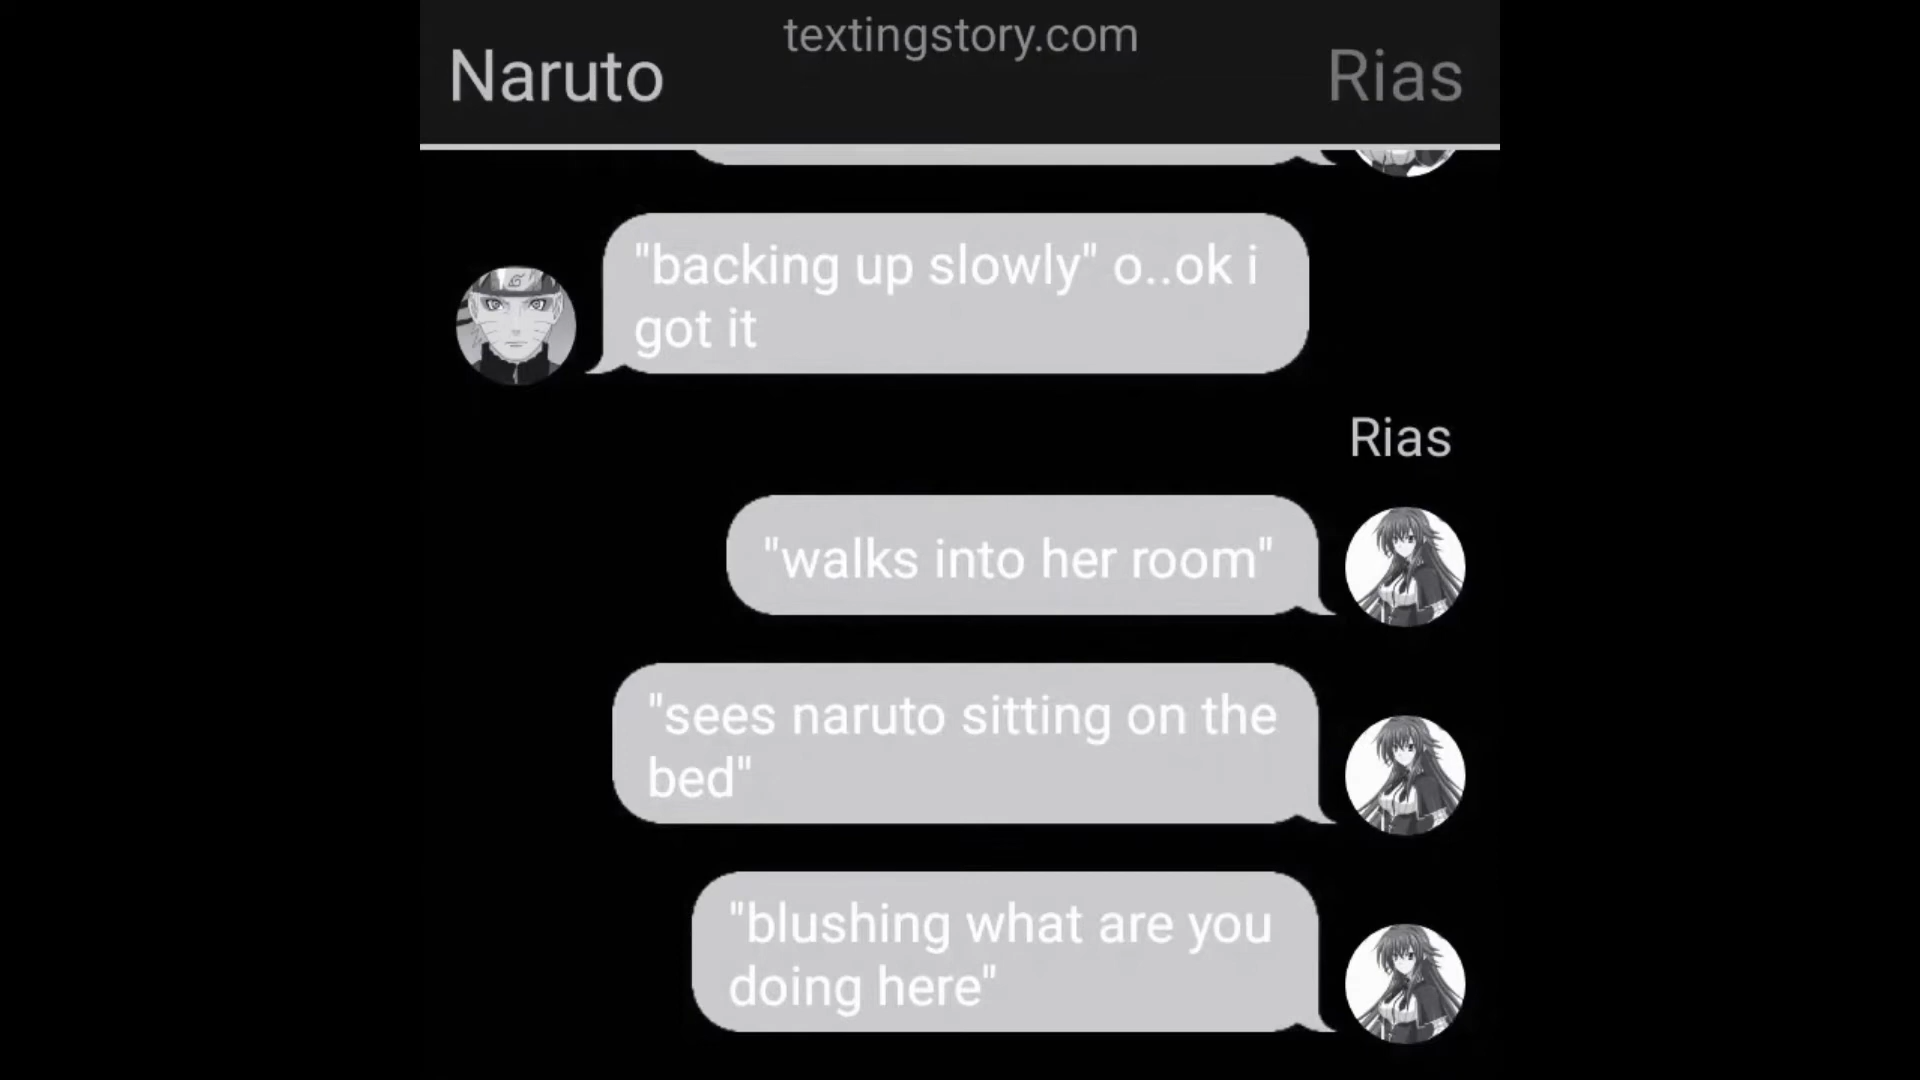 textingstory.com
Naruto
Rias
"backing up slowly" o..ok i
got it
Rias
"walks into her room"
"sees naruto sitting on the
bed"
"blushing what are you
doing here"